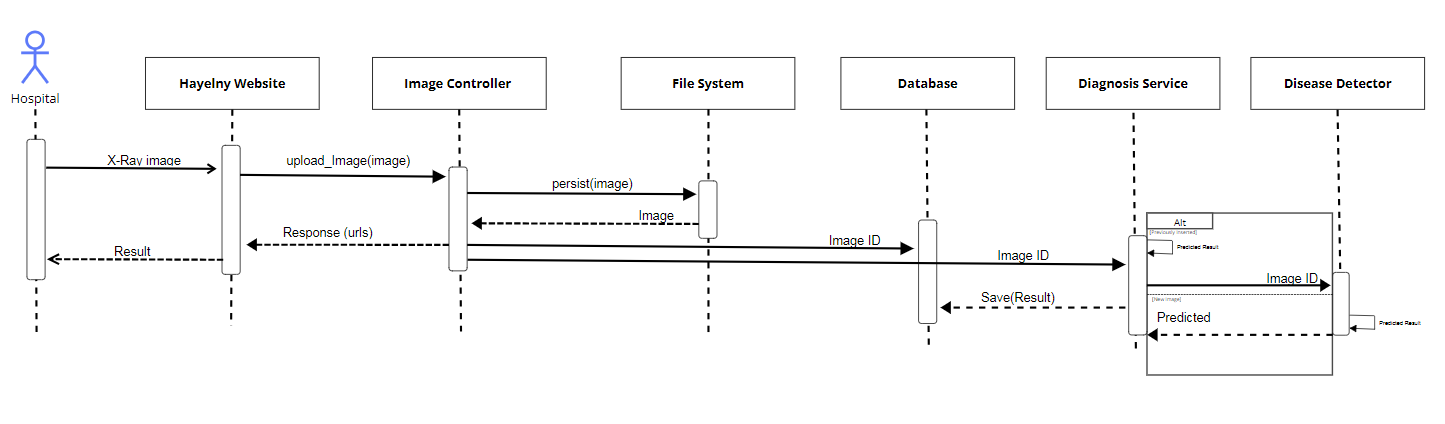 Hospital
Hayelny Website
Image Controller
File System
Database
Diagnosis Service
Disease Detector
X-Ray image
upload_Image(image)
persist(image)
Image
Response (urls)
Image ID
Result
Image ID
Alt
[Previously Inserted]
Predicted Result
Image ID
Save(Result)
[New Image]
Predicted
Predicted Result